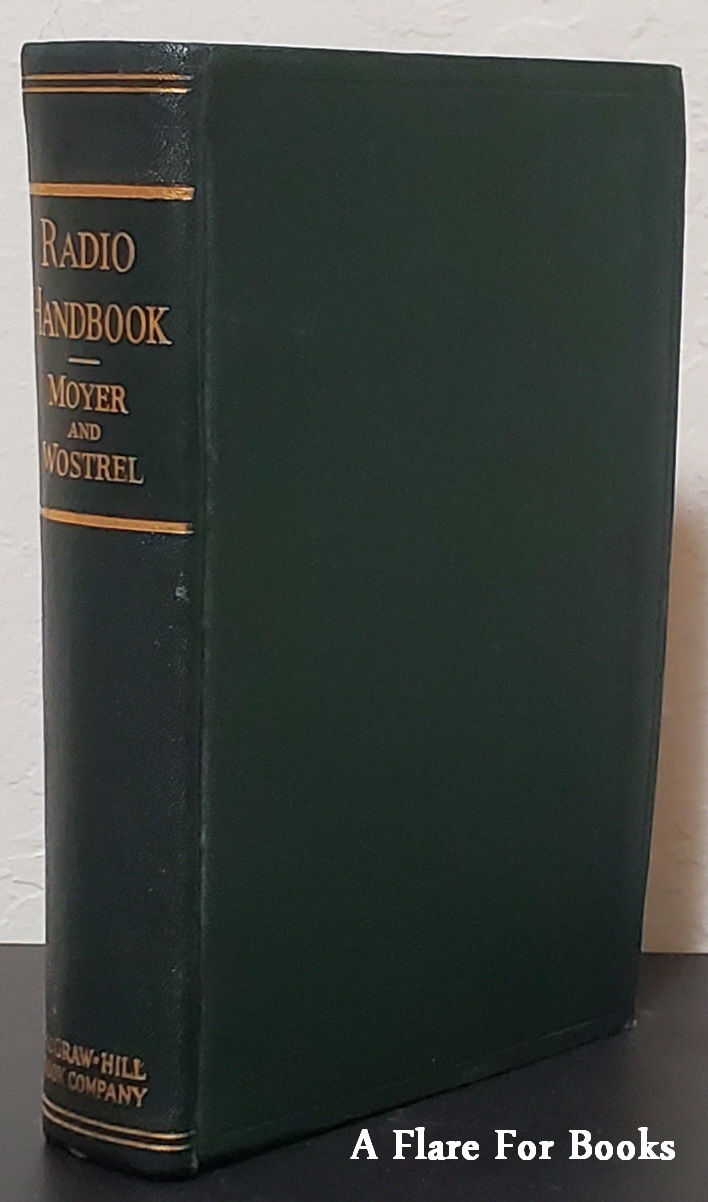 RADIO
HANDBOOK
MOYER
AND
WOSTREL
McGRAW-HILL
BOOK COMPANY
A Flare For Books